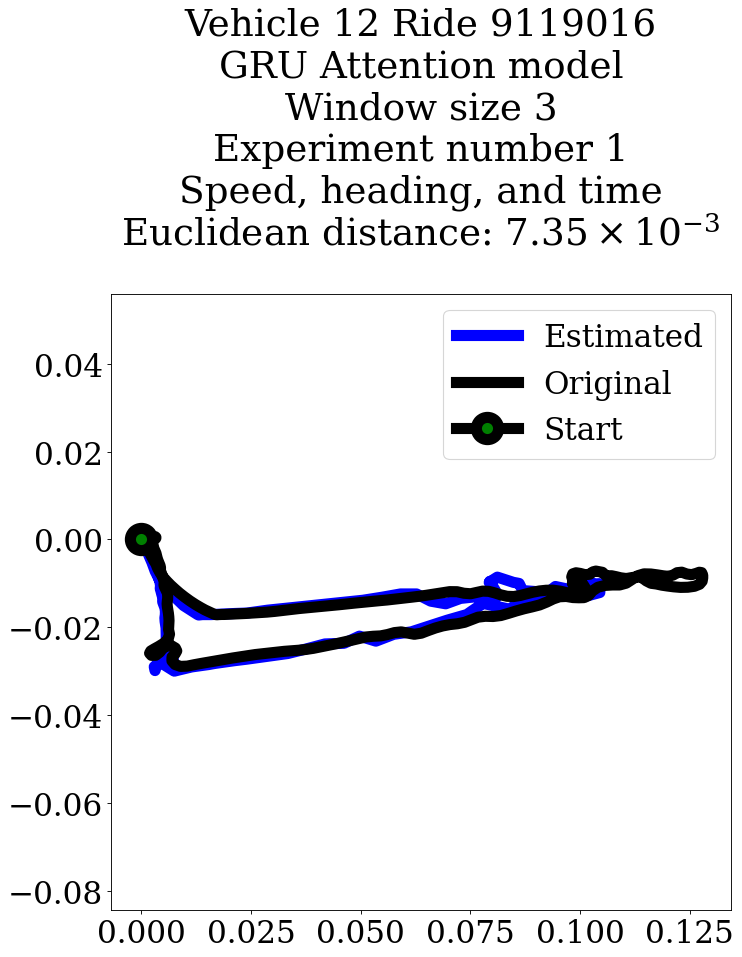 Vehicle 12 Ride 9119016
GRU Attention model
Window size 3
Experiment number 1
Speed, heading, and time
Euclidean distance: 7.35 × 10⁻³
Estimated
Original
Start
0.04
0.02
0.00
−0.02
−0.04
−0.06
−0.08
0.000 0.025 0.050 0.075 0.100 0.125